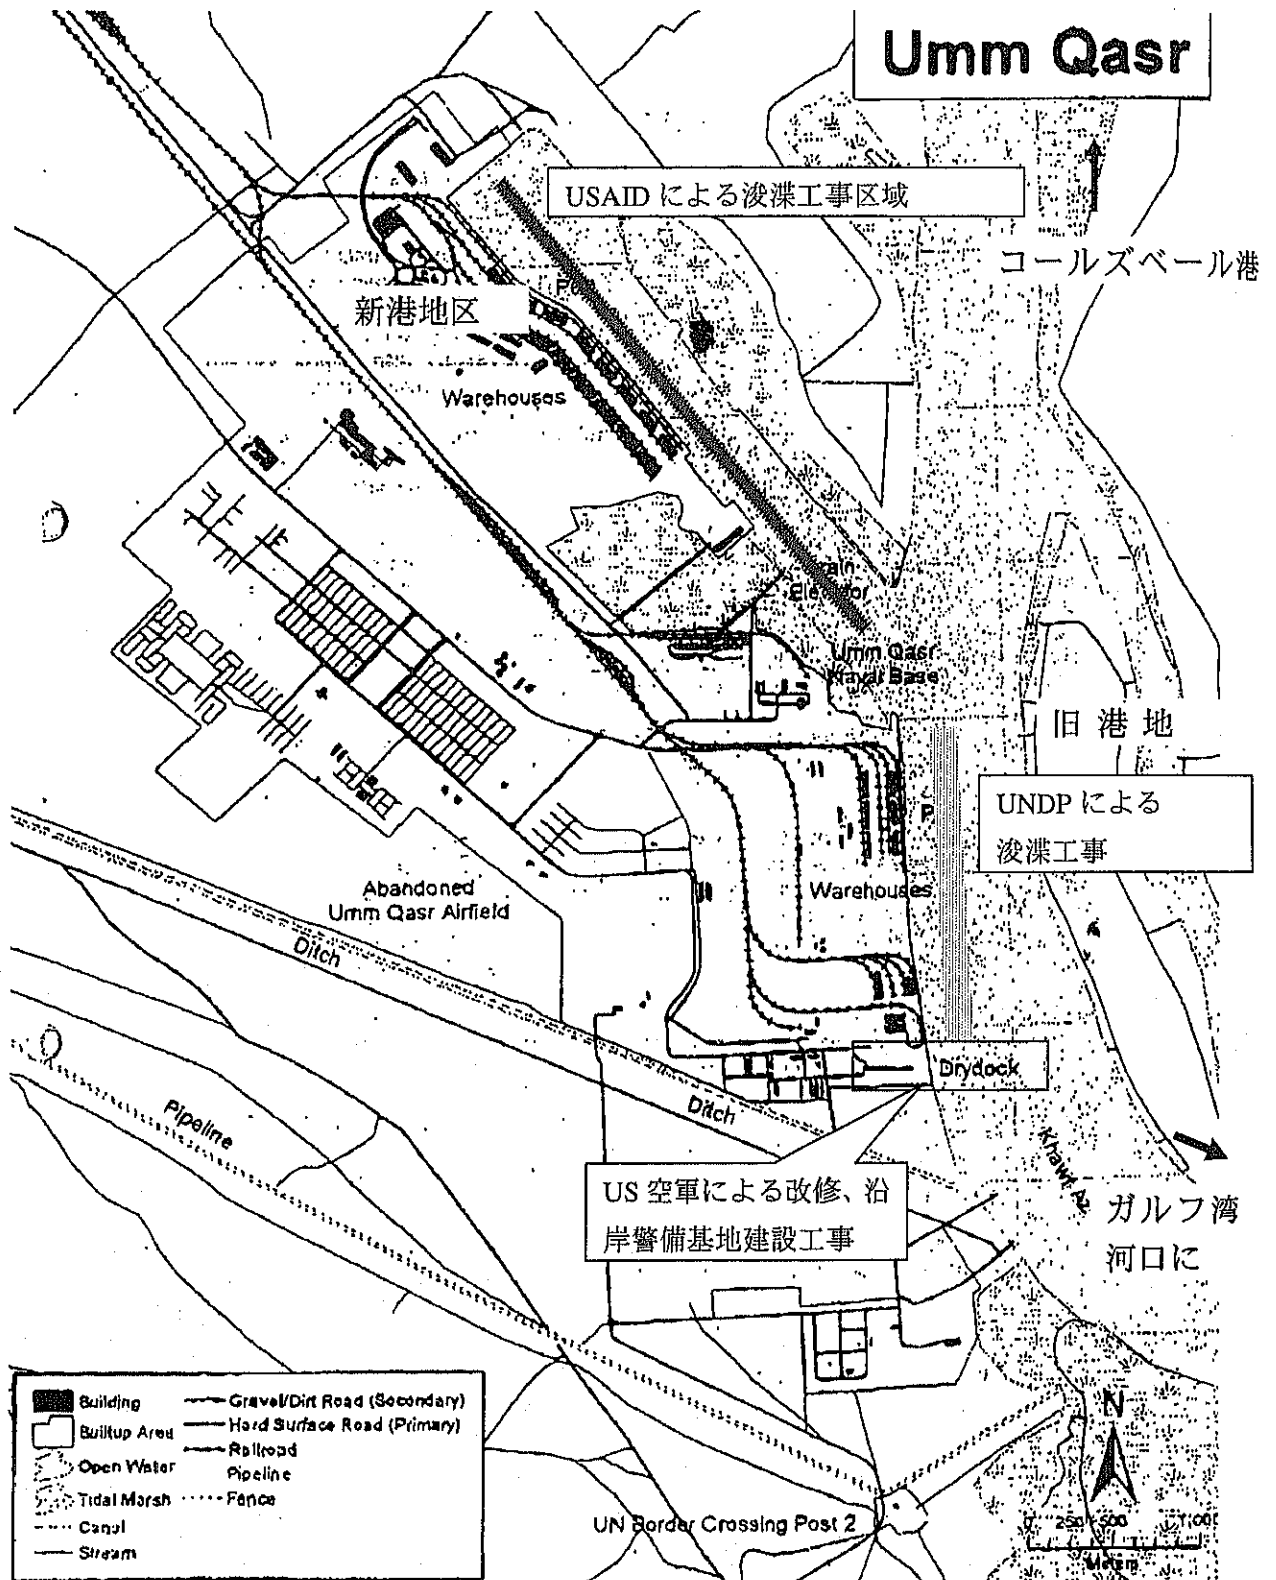 Umm Qasr
USAID による浚渫工事区域
コールズベール港
新港地区
Warehouses
Elevator
Umm Qasr
Naval Base
旧 港 地
UNDP による
浚渫工事
Warehouses
Abandoned
Umm Qasr Airfield
Ditch
Drydock
Pipeline
Ditch
US 空軍による改修、沿
岸警備基地建設工事
ガルフ湾
河口に
Building
Builtup Area
Open Water
Tidal Marsh
Canal
Stream
Gravel/Dirt Road (Secondary)
Hard Surface Road (Primary)
Railroad
Pipeline
Fence
UN Border Crossing Post 2
N
0 250 500 1,000
Meters